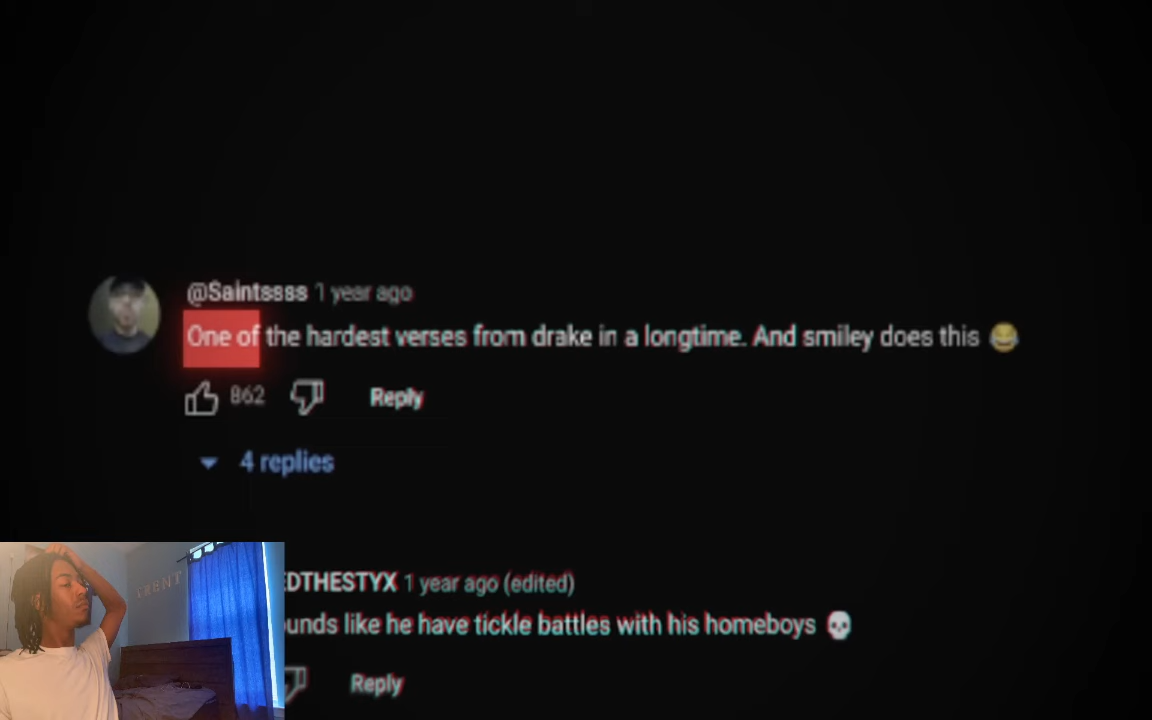 @Saintssss 1 year ago
One of the hardest verses from drake in a longtime. And smiley does this 😂
862 Reply
4 replies
EDTHESTYX 1 year ago (edited)
ounds like he have tickle battles with his homeboys 💀
Reply